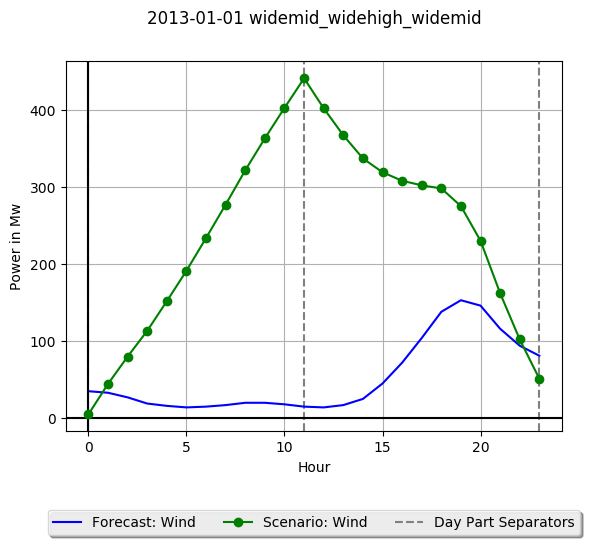 2013-01-01 widemid_widehigh_widemid
Power in Mw
400
300
200
100
0
0 5 10 15 20
Hour
Forecast: Wind Scenario: Wind Day Part Separators